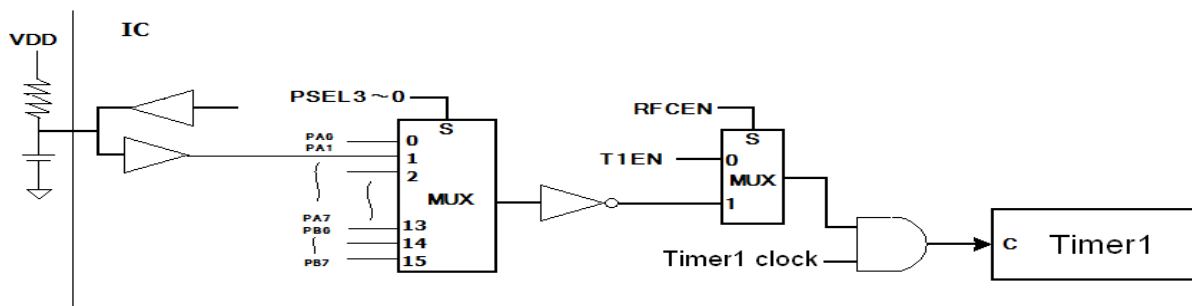 IC
VDD
PSEL3~0
RFCEN
S
S
PA0
0
PA1
1
T1EN
0
2
MUX
MUX
1
PA7
13
PB6
14
PB7
15
Timer1 clock
C
Timer1